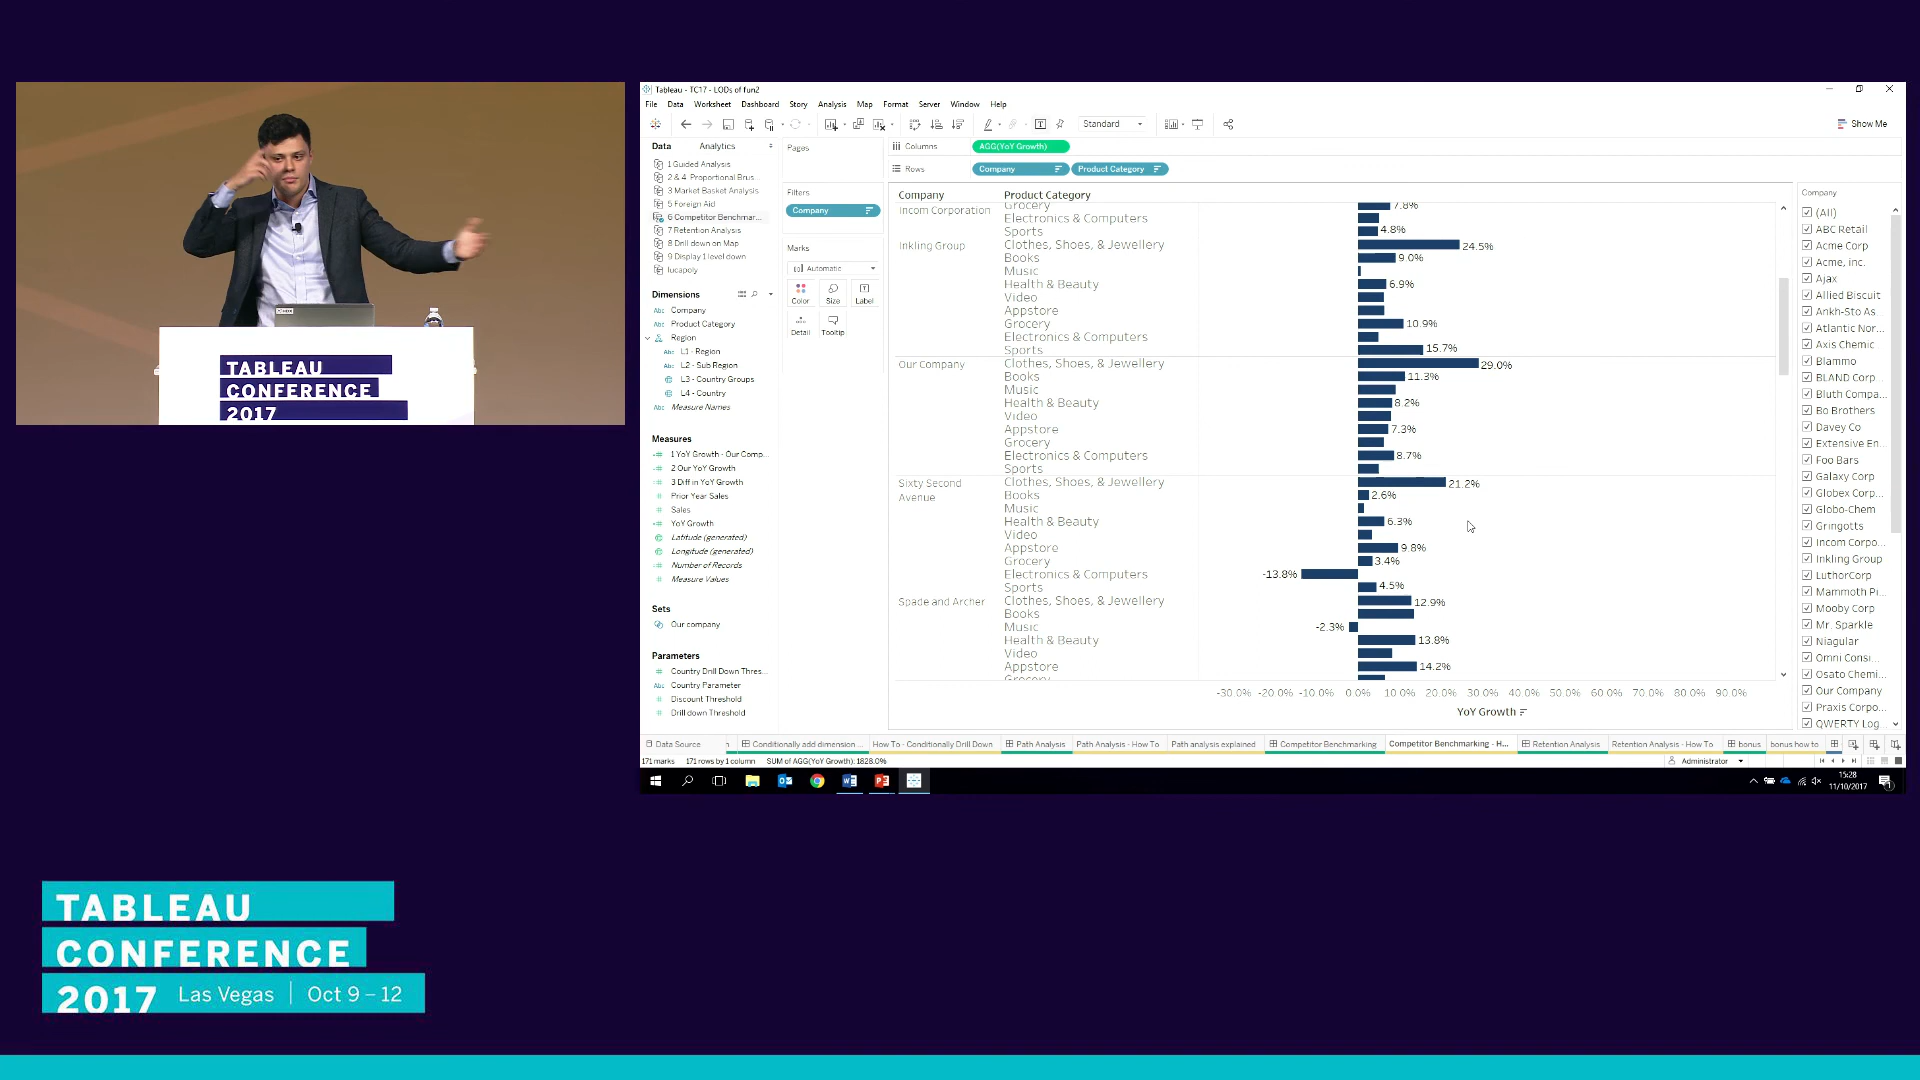 TABLEAU
CONFERENCE
2017
Tableau - TC17 - LODs of fun2
File Data Worksheet Dashboard Story Analysis Map Format Server Window Help
Standard
Show Me
Data Analytics
1 Guided Analysis
2 & 4 Proportional Brus...
3 Market Basket Analysis
5 Foreign Aid
6 Competitor Benchmar...
7 Retention Analysis
8 Drill down on Map
9 Display 1 level down
lucapoly
Dimensions
Abc Company
Abc Product Category
Region
Abc L1 - Region
Abc L2 - Sub Region
L3 - Country Groups
L4 - Country
Abc Measure Names
Measures
1 YoY Growth - Our Comp...
2 Our YoY Growth
3 Diff in YoY Growth
Prior Year Sales
Sales
YoY Growth
Latitude (generated)
Longitude (generated)
Number of Records
Measure Values
Sets
Our company
Parameters
Country Drill Down Thres...
Abc Country Parameter
Discount Threshold
Drill down Threshold
Pages
Filters
Company
Marks
Automatic
Color Size Label
Detail Tooltip
Columns AGG(YoY Growth)
Rows Company Product Category
Company Product Category
Grocery 7.8%
Incom Corporation
Electronics & Computers
Sports 4.8%
Inkling Group Clothes, Shoes, & Jewellery 24.5%
Books 9.0%
Music
Health & Beauty 6.9%
Video
Appstore
Grocery 10.9%
Electronics & Computers
Sports 15.7%
Our Company Clothes, Shoes, & Jewellery 29.0%
Books 11.3%
Music
Health & Beauty 8.2%
Video
Appstore 7.3%
Grocery
Electronics & Computers 8.7%
Sports
Sixty Second Avenue Clothes, Shoes, & Jewellery 21.2%
Books 2.6%
Music
Health & Beauty 6.3%
Video
Appstore 9.8%
Grocery 3.4%
Electronics & Computers -13.8%
Sports 4.5%
Spade and Archer Clothes, Shoes, & Jewellery 12.9%
Books
Music -2.3%
Health & Beauty 13.8%
Video
Appstore 14.2%
Grocery
-30.0% -20.0% -10.0% 0.0% 10.0% 20.0% 30.0% 40.0% 50.0% 60.0% 70.0% 80.0% 90.0%
YoY Growth
Company
(All)
ABC Retail
Acme Corp
Acme, inc.
Ajax
Allied Biscuit
Ankh-Sto As...
Atlantic Nor...
Axis Chemic
Blammo
BLAND Corp...
Bluth Compa...
Bo Brothers
Davey Co
Extensive En...
Foo Bars
Galaxy Corp
Globex Corp...
Globo-Chem
Gringotts
Incom Corpo...
Inkling Group
LuthorCorp
Mammoth Pi...
Mooby Corp
Mr. Sparkle
Niagular
Omni Consi...
Osato Chemi...
Our Company
Praxis Corpo...
QWERTY Log...
Data Source Conditionally add dimension ... How To - Conditionally Drill Down Path Analysis Path Analysis - How To Path analysis explained Competitor Benchmarking Competitor Benchmarking - H... Retention Analysis Retention Analysis - How To bonus bonus how to
171 marks 171 rows by 1 column SUM of AGG(YoY Growth): 1828.0% Administrator
15:28
11/10/2017
TABLEAU
CONFERENCE
2017 Las Vegas | Oct 9 – 12